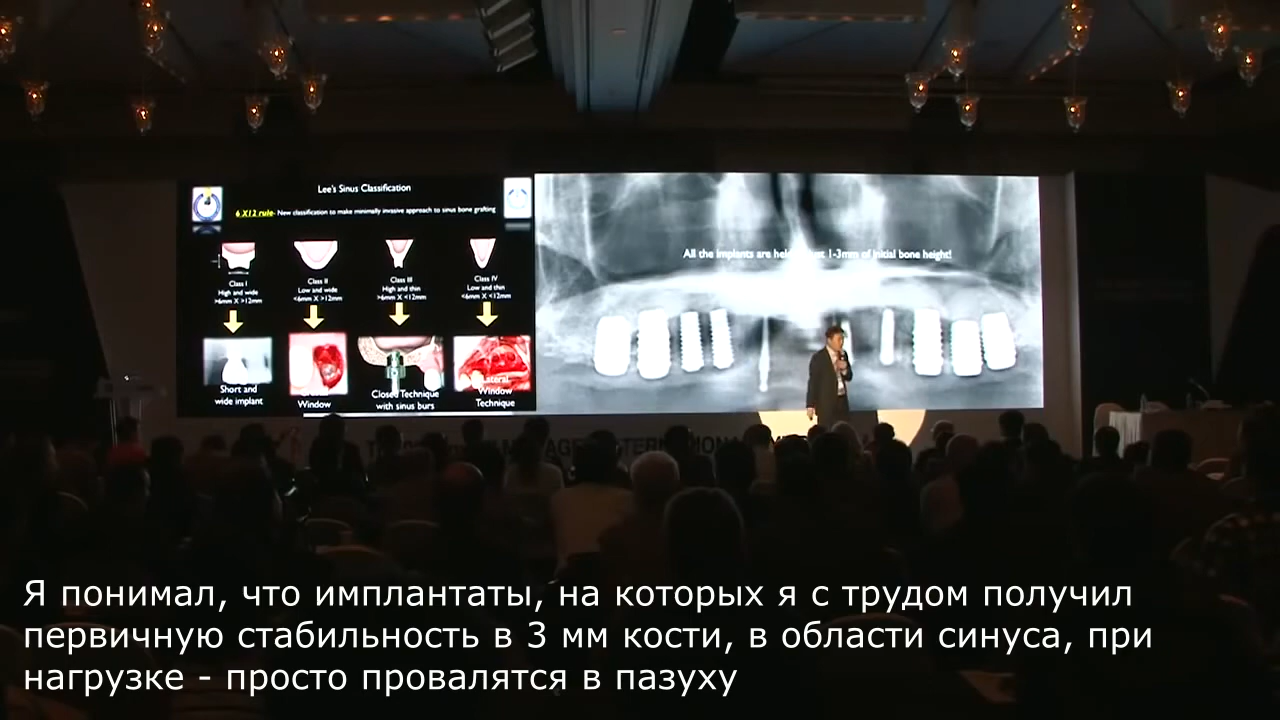 Lee's Sinus Classification
6 X12 rule- New classification to make minimally invasive approach to sinus bone grafting
Class I
High and wide
>6mm X >12mm
Class II
Low and wide
<6mm X >12mm
Class III
High and thin
>6mm X <12mm
Class IV
Low and thin
<6mm X <12mm
Short and
wide implant
Window
Closed Technique
with sinus burs
Lateral
Window
Technique
All the implants are 1-3mm of initial bone height!
Я понимал, что имплантаты, на которых я с трудом получил
первичную стабильность в 3 мм кости, в области синуса, при
нагрузке - просто провалятся в пазуху